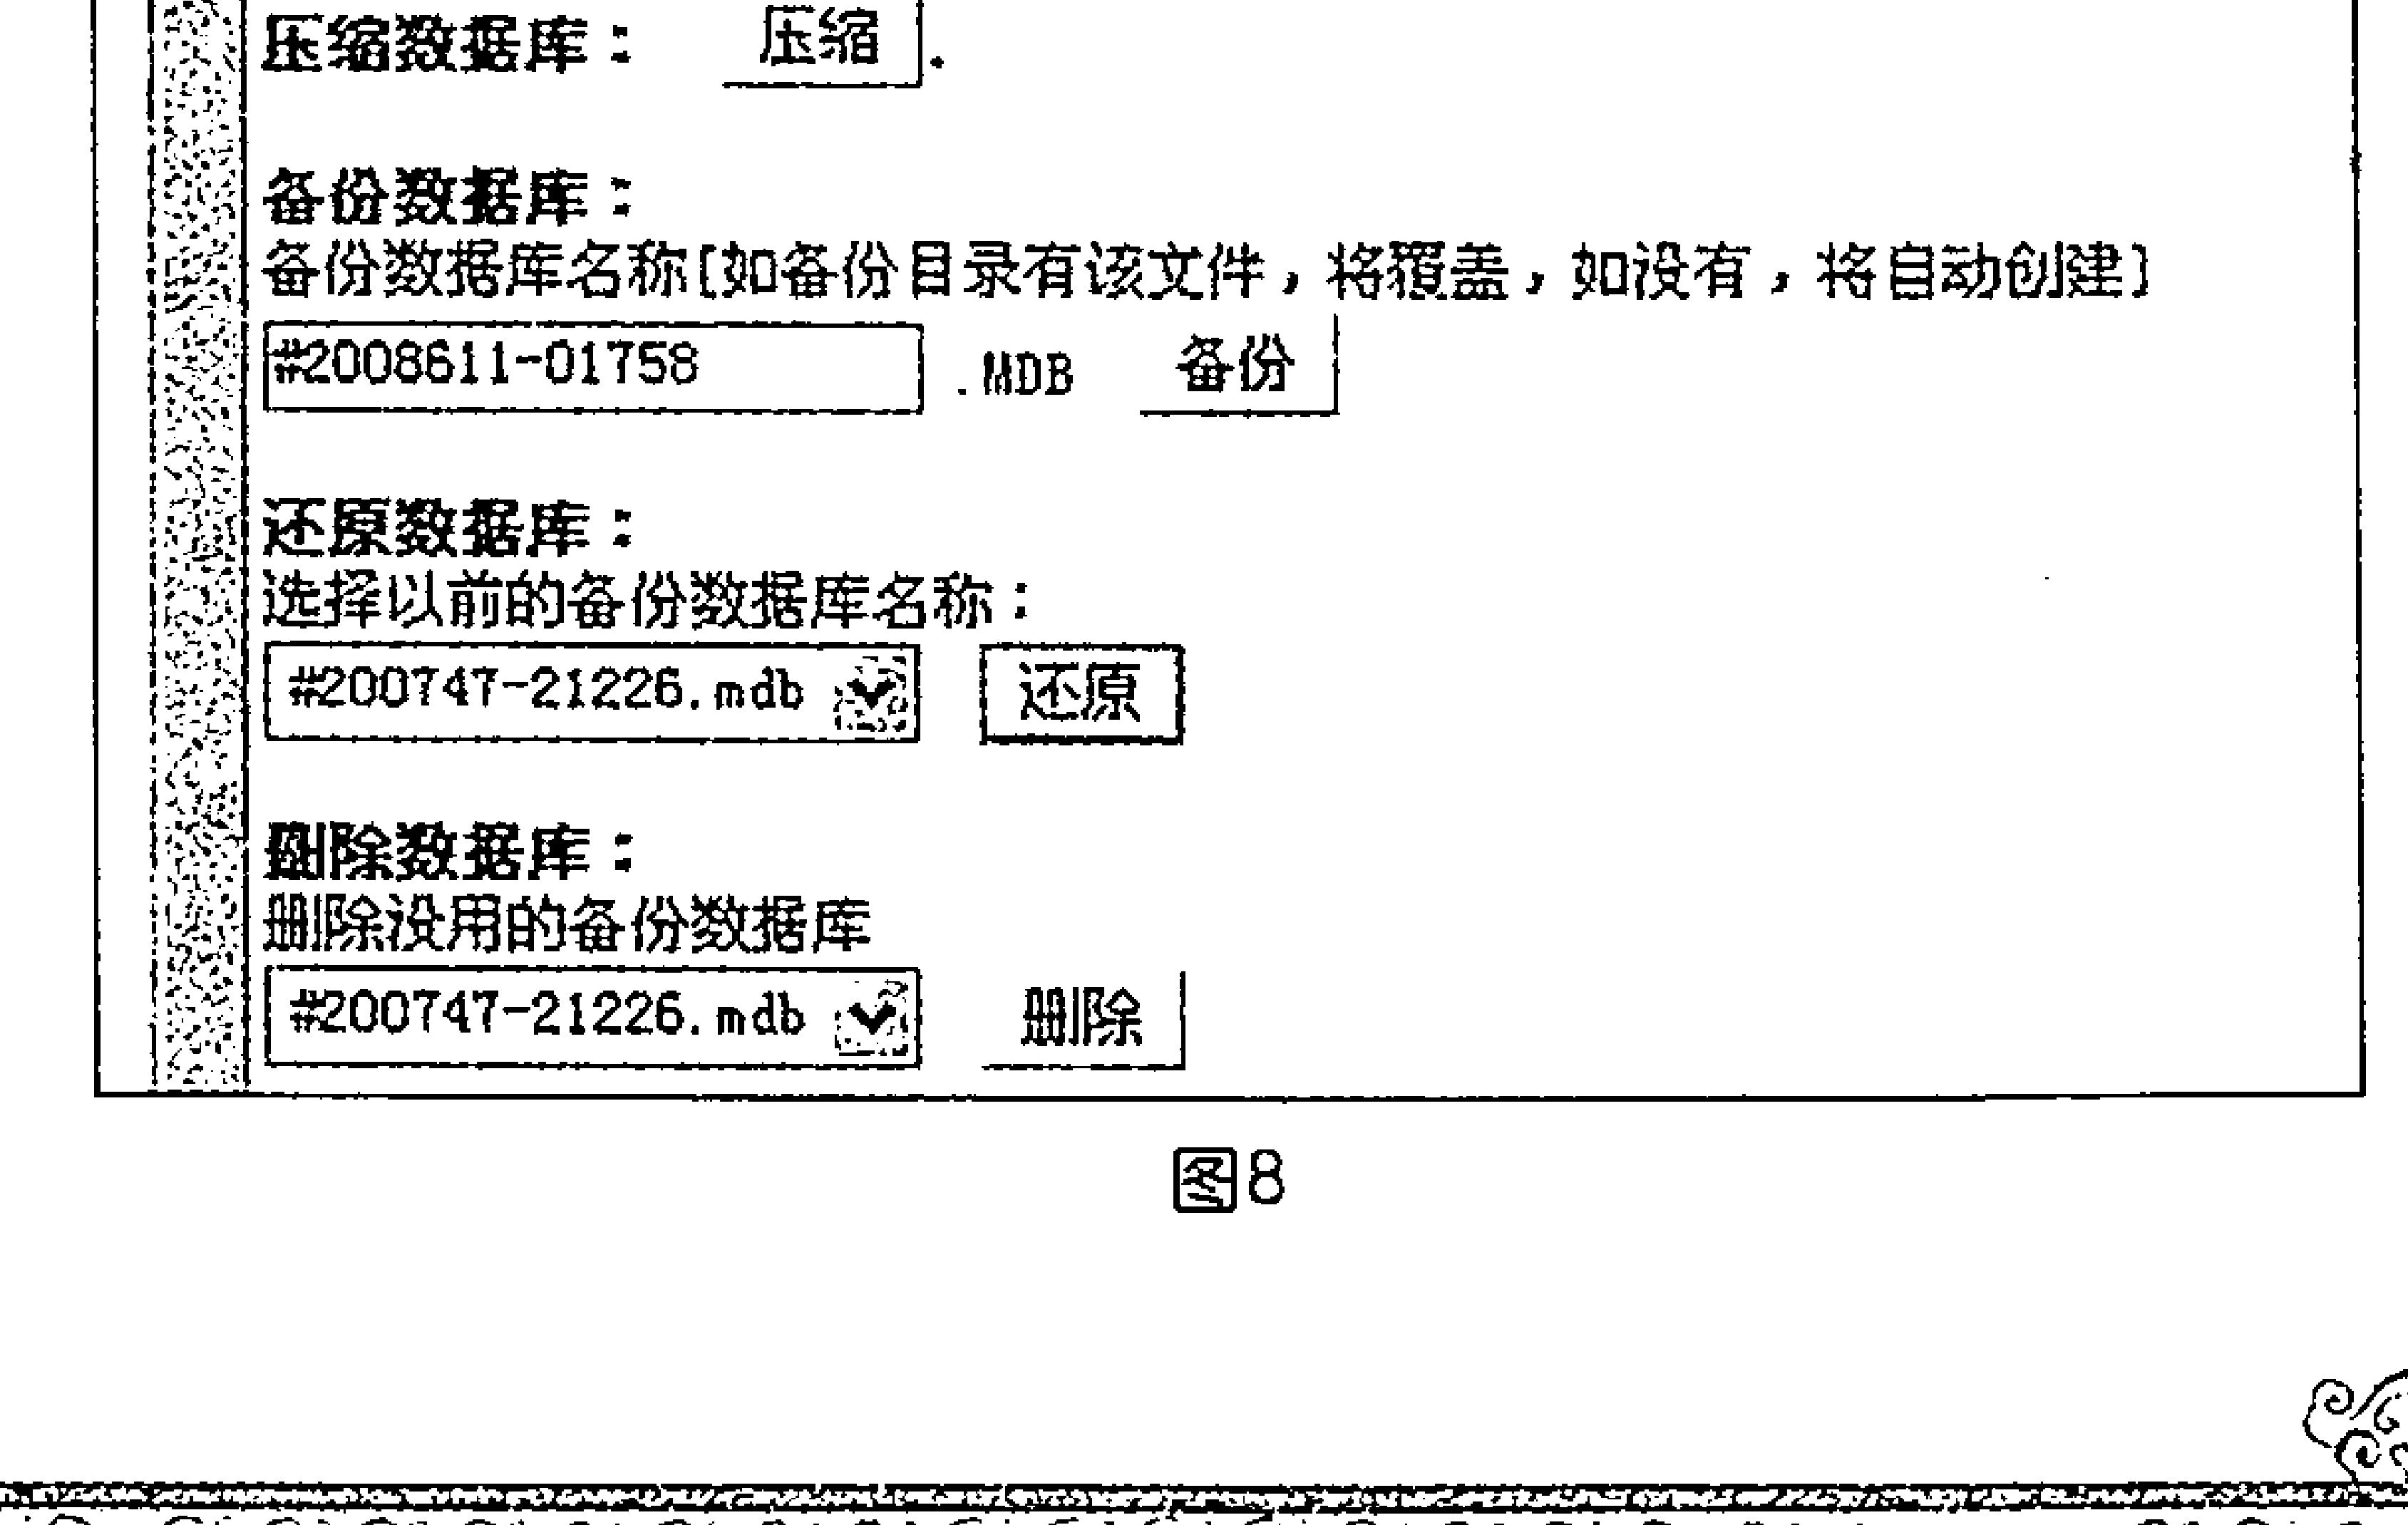 压缩数据库： 压缩
备份数据库：
备份数据库名称[如备份目录有该文件，将覆盖，如没有，将自动创建]
#2008611-01758 .MDB 备份
还原数据库：
选择以前的备份数据库名称：
#200747-21226.mdb 还原
删除数据库：
删除没用的备份数据库
#200747-21226.mdb 删除
图8